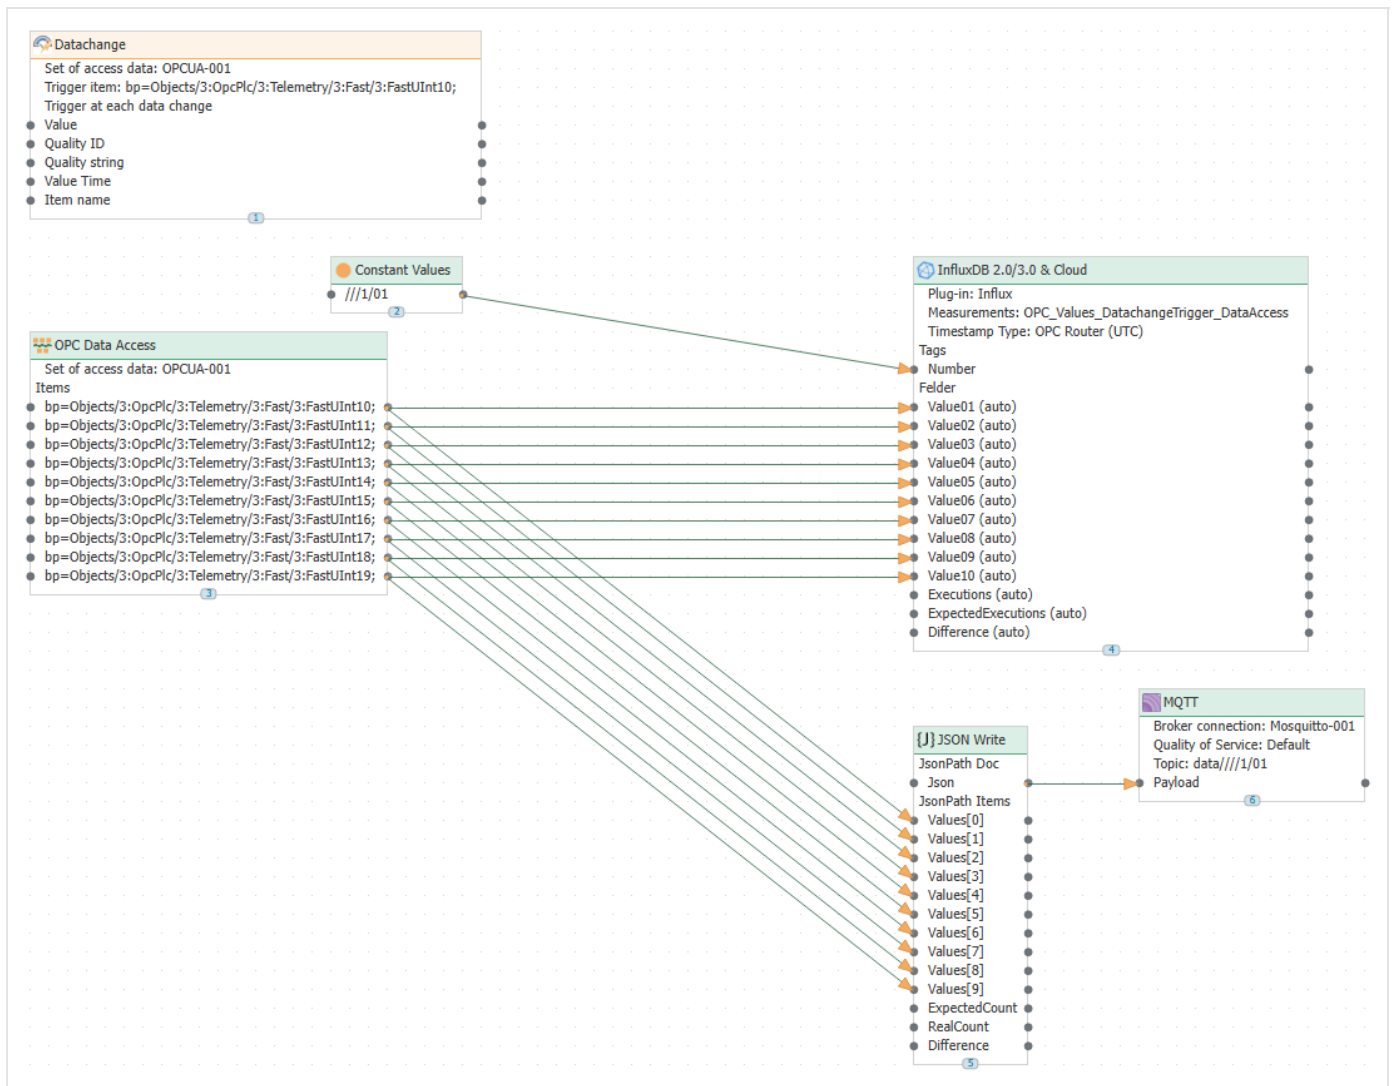 Datachange
Set of access data: OPCUA-001
Trigger item: bp=Objects/3:OpcPlc/3:Telemetry/3:Fast/3:FastUInt10;
Trigger at each data change
Value
Quality ID
Quality string
Value Time
Item name
1
Constant Values
///1/01
2
OPC Data Access
Set of access data: OPCUA-001
Items
bp=Objects/3:OpcPlc/3:Telemetry/3:Fast/3:FastUInt10;
bp=Objects/3:OpcPlc/3:Telemetry/3:Fast/3:FastUInt11;
bp=Objects/3:OpcPlc/3:Telemetry/3:Fast/3:FastUInt12;
bp=Objects/3:OpcPlc/3:Telemetry/3:Fast/3:FastUInt13;
bp=Objects/3:OpcPlc/3:Telemetry/3:Fast/3:FastUInt14;
bp=Objects/3:OpcPlc/3:Telemetry/3:Fast/3:FastUInt15;
bp=Objects/3:OpcPlc/3:Telemetry/3:Fast/3:FastUInt16;
bp=Objects/3:OpcPlc/3:Telemetry/3:Fast/3:FastUInt17;
bp=Objects/3:OpcPlc/3:Telemetry/3:Fast/3:FastUInt18;
bp=Objects/3:OpcPlc/3:Telemetry/3:Fast/3:FastUInt19;
3
InfluxDB 2.0/3.0 & Cloud
Plug-in: Influx
Measurements: OPC_Values_DatachangeTrigger_DataAccess
Timestamp Type: OPC Router (UTC)
Tags
Number
Felder
Value01 (auto)
Value02 (auto)
Value03 (auto)
Value04 (auto)
Value05 (auto)
Value06 (auto)
Value07 (auto)
Value08 (auto)
Value09 (auto)
Value10 (auto)
Executions (auto)
ExpectedExecutions (auto)
Difference (auto)
4
{J} JSON Write
JsonPath Doc
Json
JsonPath Items
Values[0]
Values[1]
Values[2]
Values[3]
Values[4]
Values[5]
Values[6]
Values[7]
Values[8]
Values[9]
ExpectedCount
RealCount
Difference
5
MQTT
Broker connection: Mosquitto-001
Quality of Service: Default
Topic: data////1/01
Payload
6